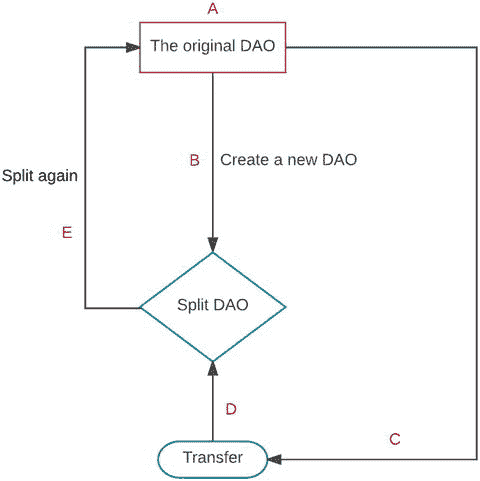 A
The original DAO
B
Create a new DAO
Split again
E
Split DAO
D
C
Transfer